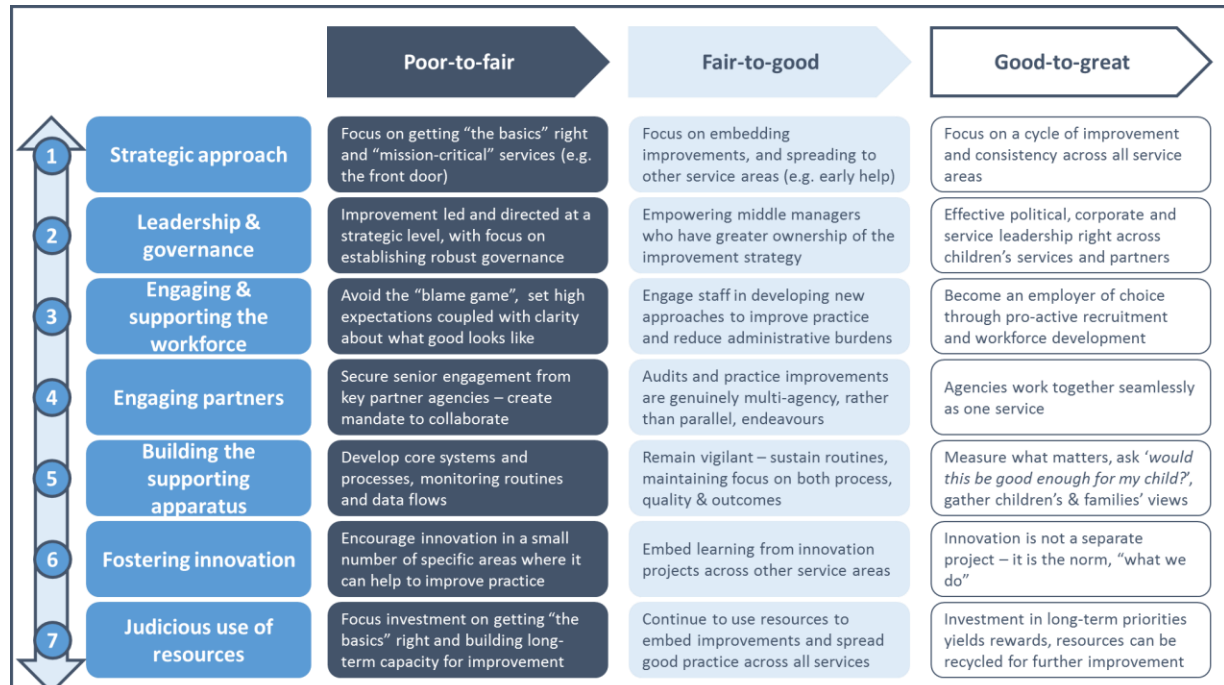 Poor-to-fair
Fair-to-good
Good-to-great
1
Strategic approach
Focus on getting “the basics” right
and “mission-critical” services (e.g.
the front door)
Focus on embedding
improvements, and spreading to
other service areas (e.g. early help)
Focus on a cycle of improvement
and consistency across all service
areas
2
Leadership &
governance
Improvement led and directed at a
strategic level, with focus on
establishing robust governance
Empowering middle managers
who have greater ownership of the
improvement strategy
Effective political, corporate and
service leadership right across
children’s services and partners
3
Engaging &
supporting the
workforce
Avoid the “blame game”, set high
expectations coupled with clarity
about what good looks like
Engage staff in developing new
approaches to improve practice
and reduce administrative burdens
Become an employer of choice
through pro-active recruitment
and workforce development
4
Engaging partners
Secure senior engagement from
key partner agencies – create
mandate to collaborate
Audits and practice improvements
are genuinely multi-agency, rather
than parallel, endeavours
Agencies work together seamlessly
as one service
5
Building the
supporting
apparatus
Develop core systems and
processes, monitoring routines
and data flows
Remain vigilant – sustain routines,
maintaining focus on both process,
quality & outcomes
Measure what matters, ask ‘would
this be good enough for my child?’,
gather children’s & families’ views
6
Fostering innovation
Encourage innovation in a small
number of specific areas where it
can help to improve practice
Embed learning from innovation
projects across other service areas
Innovation is not a separate
project – it is the norm, “what we
do”
7
Judicious use of
resources
Focus investment on getting “the
basics” right and building long-
term capacity for improvement
Continue to use resources to
embed improvements and spread
good practice across all services
Investment in long-term priorities
yields rewards, resources can be
recycled for further improvement